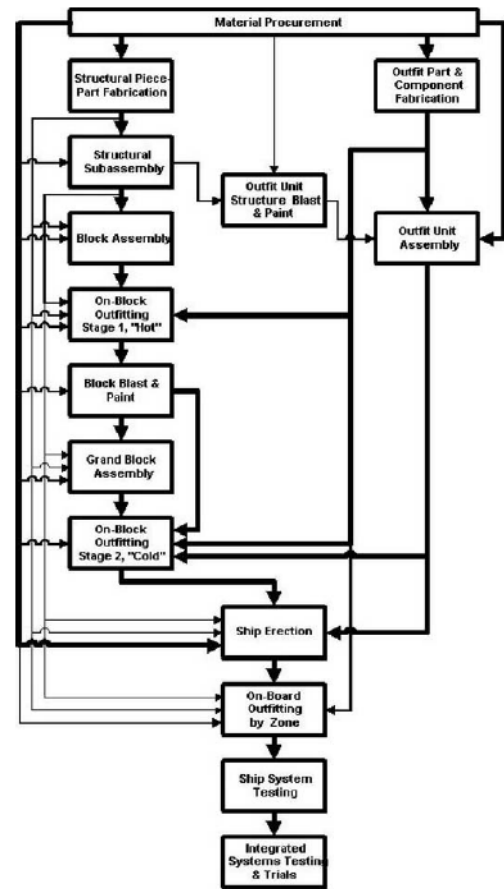 Material Procurement
Structural Piece-
Part Fabrication
Outfit Part &
Component
Fabrication
Structural
Subassembly
Outfit Unit
Structure Blast
& Paint
Outfit Unit
Assembly
Block Assembly
On-Block
Outfitting
Stage 1, "Hot"
Block Blast &
Paint
Grand Block
Assembly
On-Block
Outfitting
Stage 2, "Cold"
Ship Erection
On-Board
Outfitting
by Zone
Ship System
Testing
Integrated
Systems Testing
& Trials